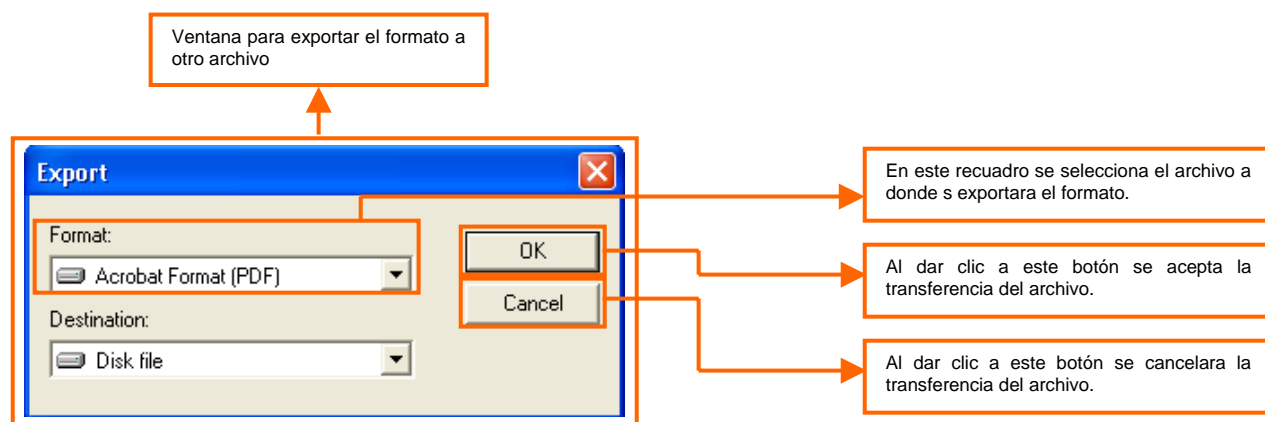 Ventana para exportar el formato a
otro archivo
Export
Format:
Acrobat Format (PDF)
Destination:
Disk file
OK
Cancel
En este recuadro se selecciona el archivo a
donde s exportara el formato.
Al dar clic a este botón se acepta la
transferencia del archivo.
Al dar clic a este botón se cancelara la
transferencia del archivo.